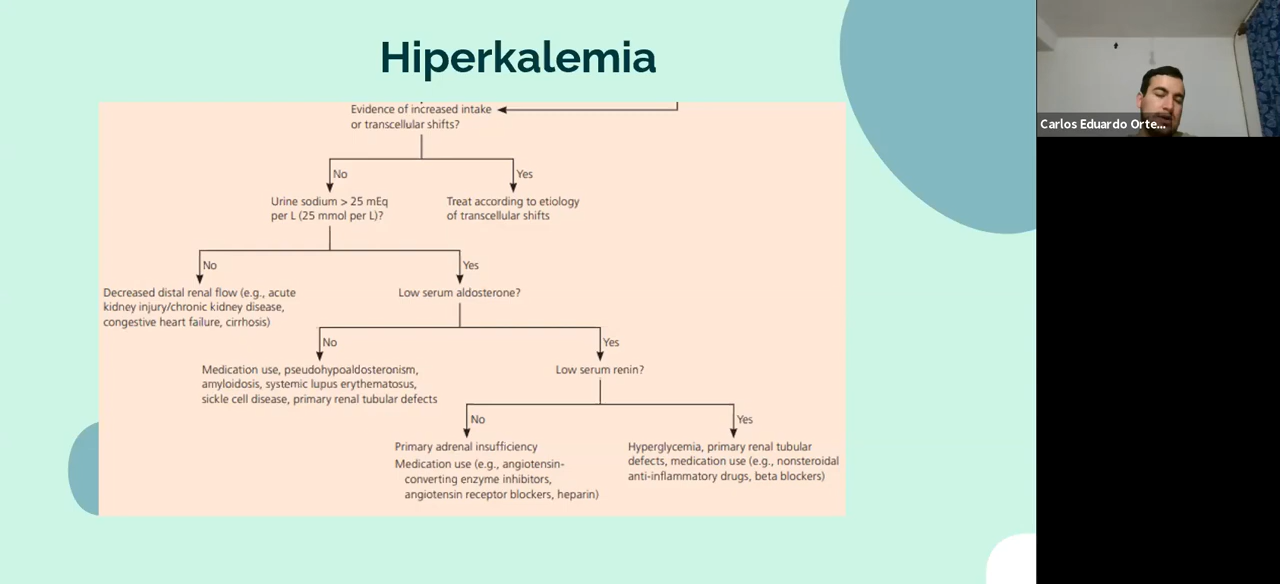 Hiperkalemia
Evidence of increased intake
or transcellular shifts?
No
Yes
Urine sodium > 25 mEq
per L (25 mmol per L)?
Treat according to etiology
of transcellular shifts
No
Yes
Decreased distal renal flow (e.g., acute
kidney injury/chronic kidney disease,
congestive heart failure, cirrhosis)
Low serum aldosterone?
No
Yes
Medication use, pseudohypoaldosteronism,
amyloidosis, systemic lupus erythematosus,
sickle cell disease, primary renal tubular defects
Low serum renin?
No
Yes
Primary adrenal insufficiency
Medication use (e.g., angiotensin-
converting enzyme inhibitors,
angiotensin receptor blockers, heparin)
Hyperglycemia, primary renal tubular
defects, medication use (e.g., nonsteroidal
anti-inflammatory drugs, beta blockers)
Carlos Eduardo Orte...